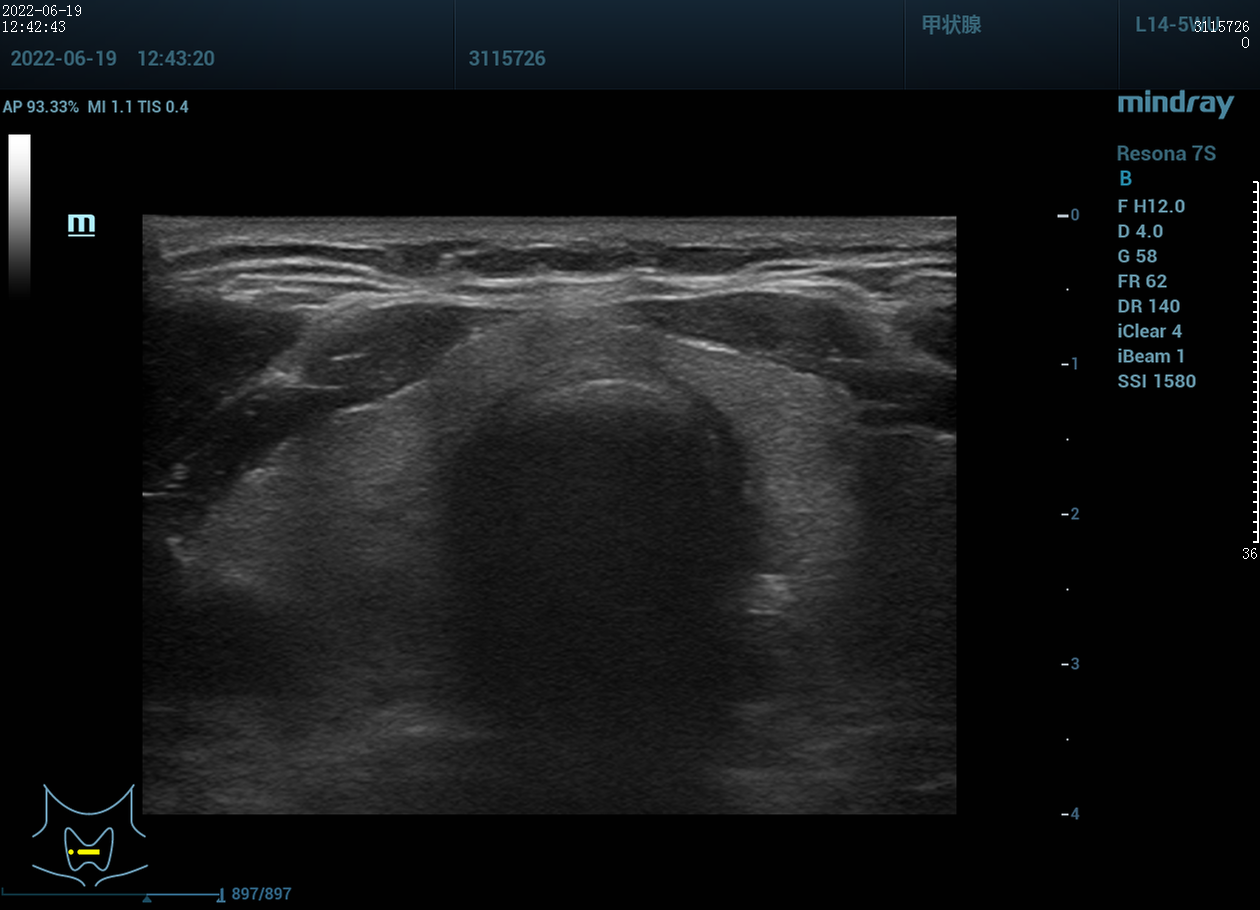 2022-06-19
12:42:43
2022-06-19 12:43:20
3115726
甲状腺
L14-5WU
3115726
0
AP 93.33% MI 1.1 TIS 0.4
mindray
Resona 7S
B
F H12.0
D 4.0
G 58
FR 62
DR 140
iClear 4
iBeam 1
SSI 1580
m
0
1
2
3
4
36
897/897